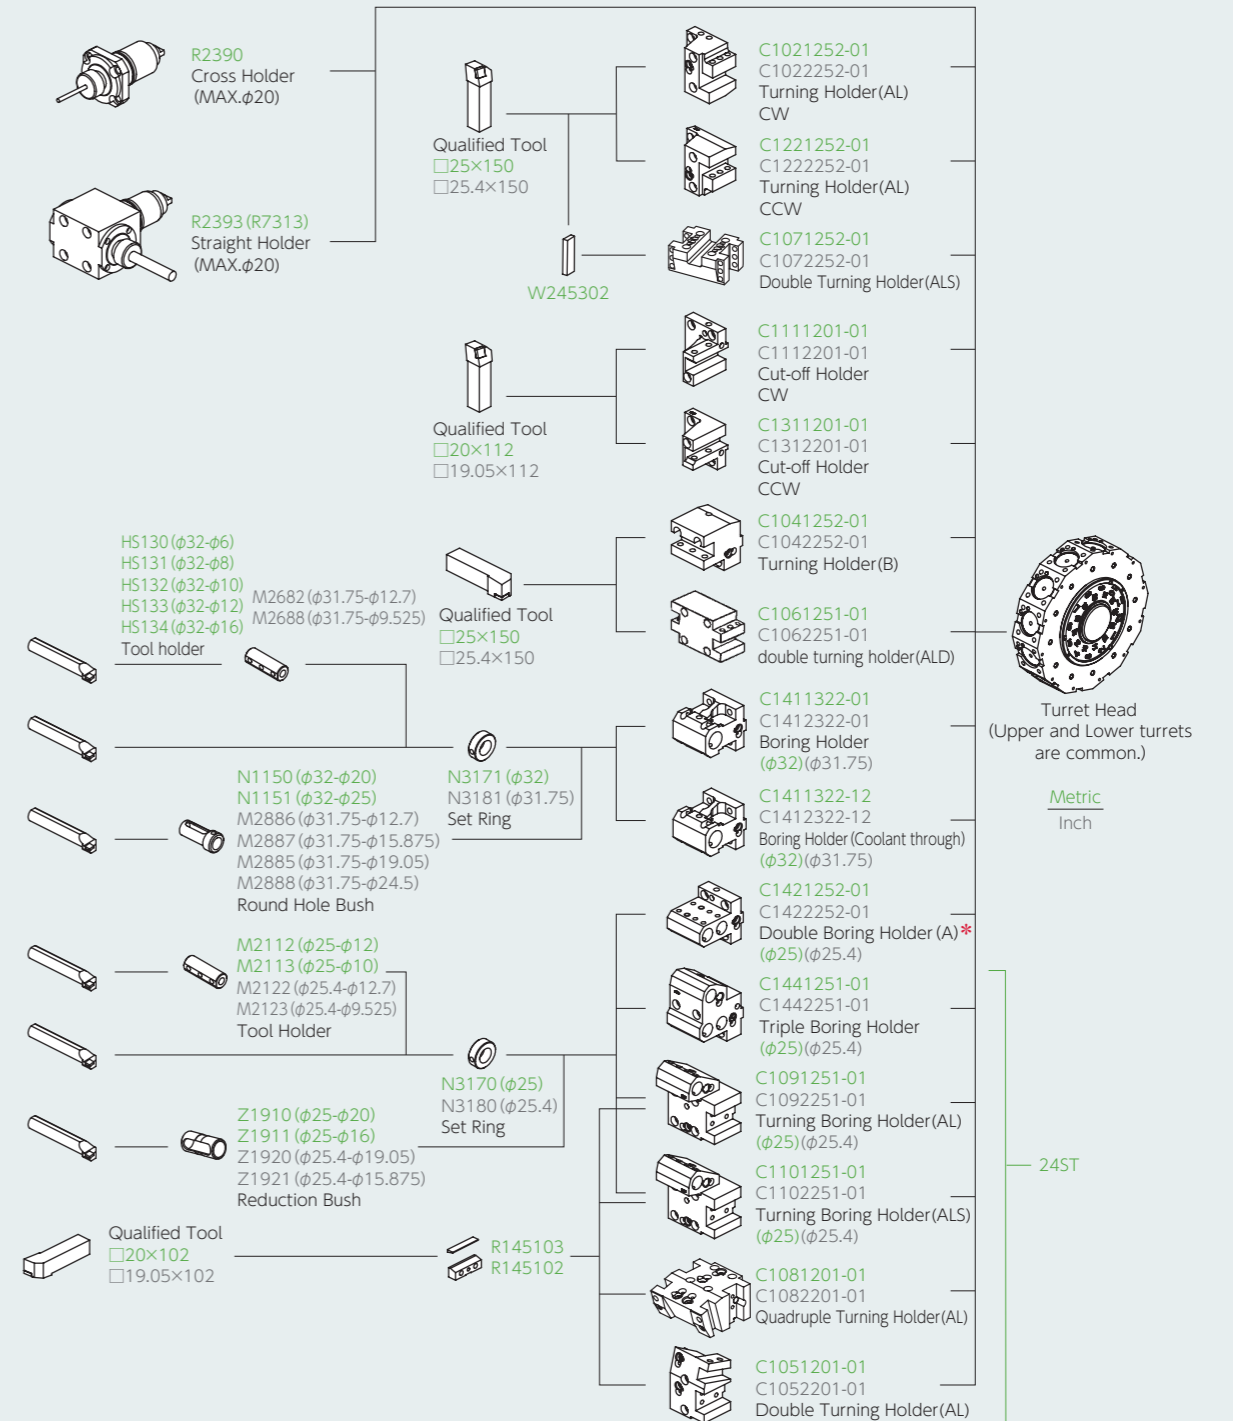 R2390
Cross Holder
(MAX.φ20)
R2393(R7313)
Straight Holder
(MAX.φ20)
Qualified Tool
□25×150
□25.4×150
W245302
C1021252-01
C1022252-01
Turning Holder(AL)
CW
C1221252-01
C1222252-01
Turning Holder(AL)
CCW
C1071252-01
C1072252-01
Double Turning Holder(ALS)
Qualified Tool
□20×112
□19.05×112
C1111201-01
C1112201-01
Cut-off Holder
CW
C1311201-01
C1312201-01
Cut-off Holder
CCW
HS130(φ32-φ6)
HS131(φ32-φ8)
HS132(φ32-φ10)
HS133(φ32-φ12)
HS134(φ32-φ16)
Tool holder
M2682(φ31.75-φ12.7)
M2688(φ31.75-φ9.525)
Qualified Tool
□25×150
□25.4×150
C1041252-01
C1042252-01
Turning Holder(B)
C1061251-01
C1062251-01
double turning holder(ALD)
Turret Head
(Upper and Lower turrets
are common.)
Metric
Inch
N1150(φ32-φ20)
N1151(φ32-φ25)
M2886(φ31.75-φ12.7)
M2887(φ31.75-φ15.875)
M2885(φ31.75-φ19.05)
M2888(φ31.75-φ24.5)
Round Hole Bush
N3171(φ32)
N3181(φ31.75)
Set Ring
C1411322-01
C1412322-01
Boring Holder
(φ32)(φ31.75)
C1411322-12
C1412322-12
Boring Holder(Coolant through)
(φ32)(φ31.75)
M2112(φ25-φ12)
M2113(φ25-φ10)
M2122(φ25.4-φ12.7)
M2123(φ25.4-φ9.525)
Tool Holder
C1421252-01
C1422252-01
Double Boring Holder(A)*
(φ25)(φ25.4)
C1441251-01
C1442251-01
Triple Boring Holder
(φ25)(φ25.4)
N3170(φ25)
N3180(φ25.4)
Set Ring
Z1910(φ25-φ20)
Z1911(φ25-φ16)
Z1920(φ25.4-φ19.05)
Z1921(φ25.4-φ15.875)
Reduction Bush
C1091251-01
C1092251-01
Turning Boring Holder(AL)
(φ25)(φ25.4)
C1101251-01
C1102251-01
Turning Boring Holder(ALS)
(φ25)(φ25.4)
24ST
Qualified Tool
□20×102
□19.05×102
R145103
R145102
C1081201-01
C1082201-01
Quadruple Turning Holder(AL)
C1051201-01
C1052201-01
Double Turning Holder(AL)